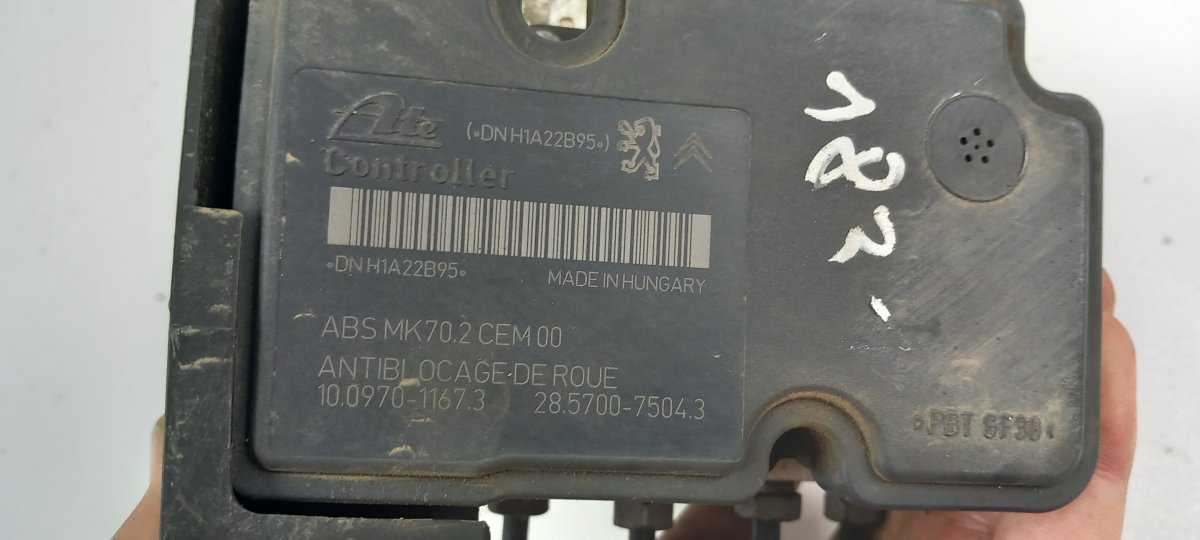 Ate (•DN H1A22B95•)
Controller
•DN H1A22B95• MADE IN HUNGARY
ABS MK70.2 CEM 00
ANTIBLOCAGE-DE ROUE
10.0970-1167.3 28.5700-7504.3
183-
>PBT GF30<